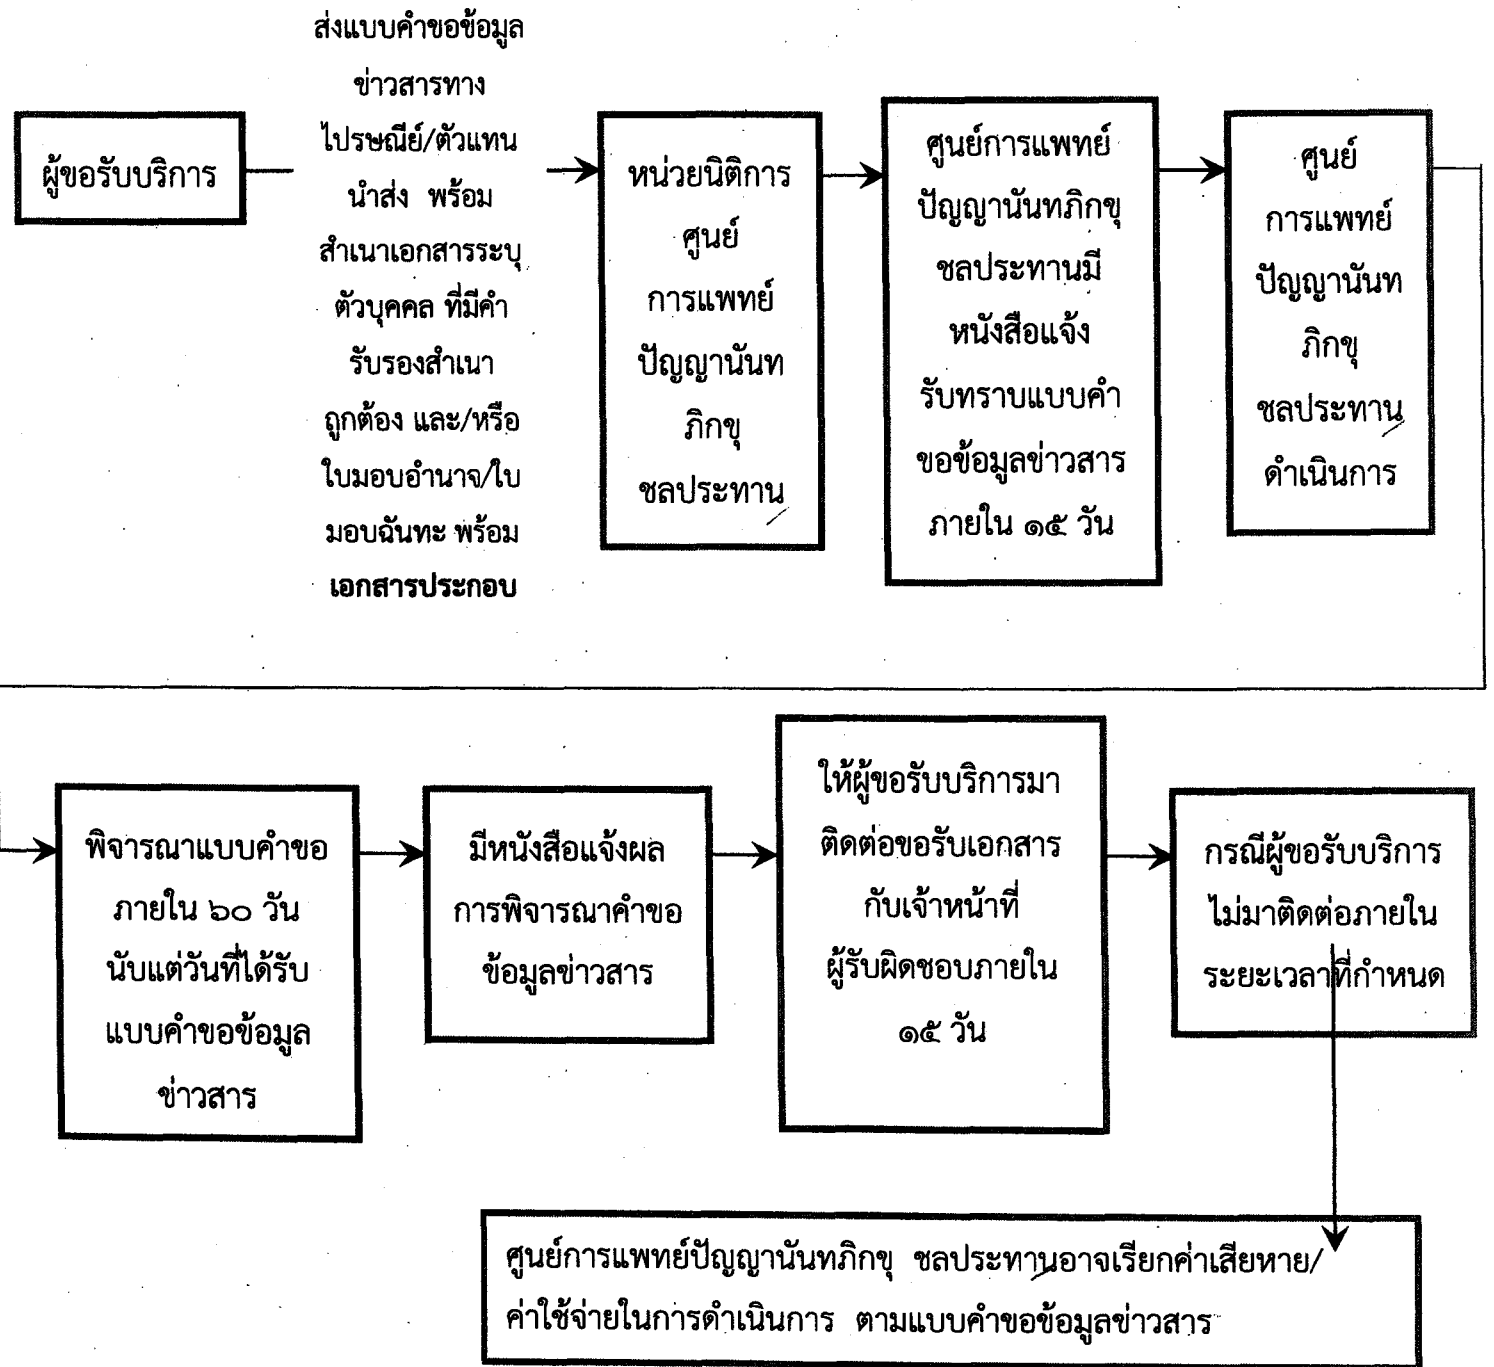 ผู้ขอรับบริการ
ส่งแบบคำขอข้อมูล
ข่าวสารทาง
ไปรษณีย์/ตัวแทน
นำส่ง พร้อม
สำเนาเอกสารระบุ
ตัวบุคคล ที่มีคำ
รับรองสำเนา
ถูกต้อง และ/หรือ
ใบมอบอำนาจ/ใบ
มอบฉันทะ พร้อม
เอกสารประกอบ
หน่วยนิติการ
ศูนย์
การแพทย์
ปัญญานันท
ภิกขุ
ชลประทาน
ศูนย์การแพทย์
ปัญญานันทภิกขุ
ชลประทานมี
หนังสือแจ้ง
รับทราบแบบคำ
ขอข้อมูลข่าวสาร
ภายใน ๑๕ วัน
ศูนย์
การแพทย์
ปัญญานันท
ภิกขุ
ชลประทาน
ดำเนินการ
พิจารณาแบบคำขอ
ภายใน ๖๐ วัน
นับแต่วันที่ได้รับ
แบบคำขอข้อมูล
ข่าวสาร
มีหนังสือแจ้งผล
การพิจารณาคำขอ
ข้อมูลข่าวสาร
ให้ผู้ขอรับบริการมา
ติดต่อขอรับเอกสาร
กับเจ้าหน้าที่
ผู้รับผิดชอบภายใน
๑๕ วัน
กรณีผู้ขอรับบริการ
ไม่มาติดต่อภายใน
ระยะเวลาที่กำหนด
ศูนย์การแพทย์ปัญญานันทภิกขุ ชลประทานอาจเรียกค่าเสียหาย/
ค่าใช้จ่ายในการดำเนินการ ตามแบบคำขอข้อมูลข่าวสาร